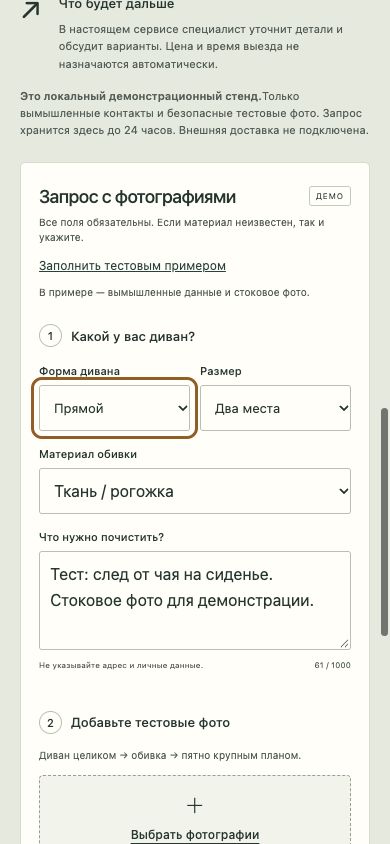 Что будет дальше
В настоящем сервисе специалист уточнит детали и
обсудит варианты. Цена и время выезда не
назначаются автоматически.
Это локальный демонстрационный стенд.Только
вымышленные контакты и безопасные тестовые фото. Запрос
хранится здесь до 24 часов. Внешняя доставка не подключена.
Запрос с фотографиями
ДЕМО
Все поля обязательны. Если материал неизвестен, так и
укажите.
Заполнить тестовым примером
В примере — вымышленные данные и стоковое фото.
1 Какой у вас диван?
Форма дивана Размер
Прямой Два места
Материал обивки
Ткань / рогожка
Что нужно почистить?
Тест: след от чая на сиденье.
Стоковое фото для демонстрации.
Не указывайте адрес и личные данные. 61 / 1000
2 Добавьте тестовые фото
Диван целиком → обивка → пятно крупным планом.
+
Выбрать фотографии